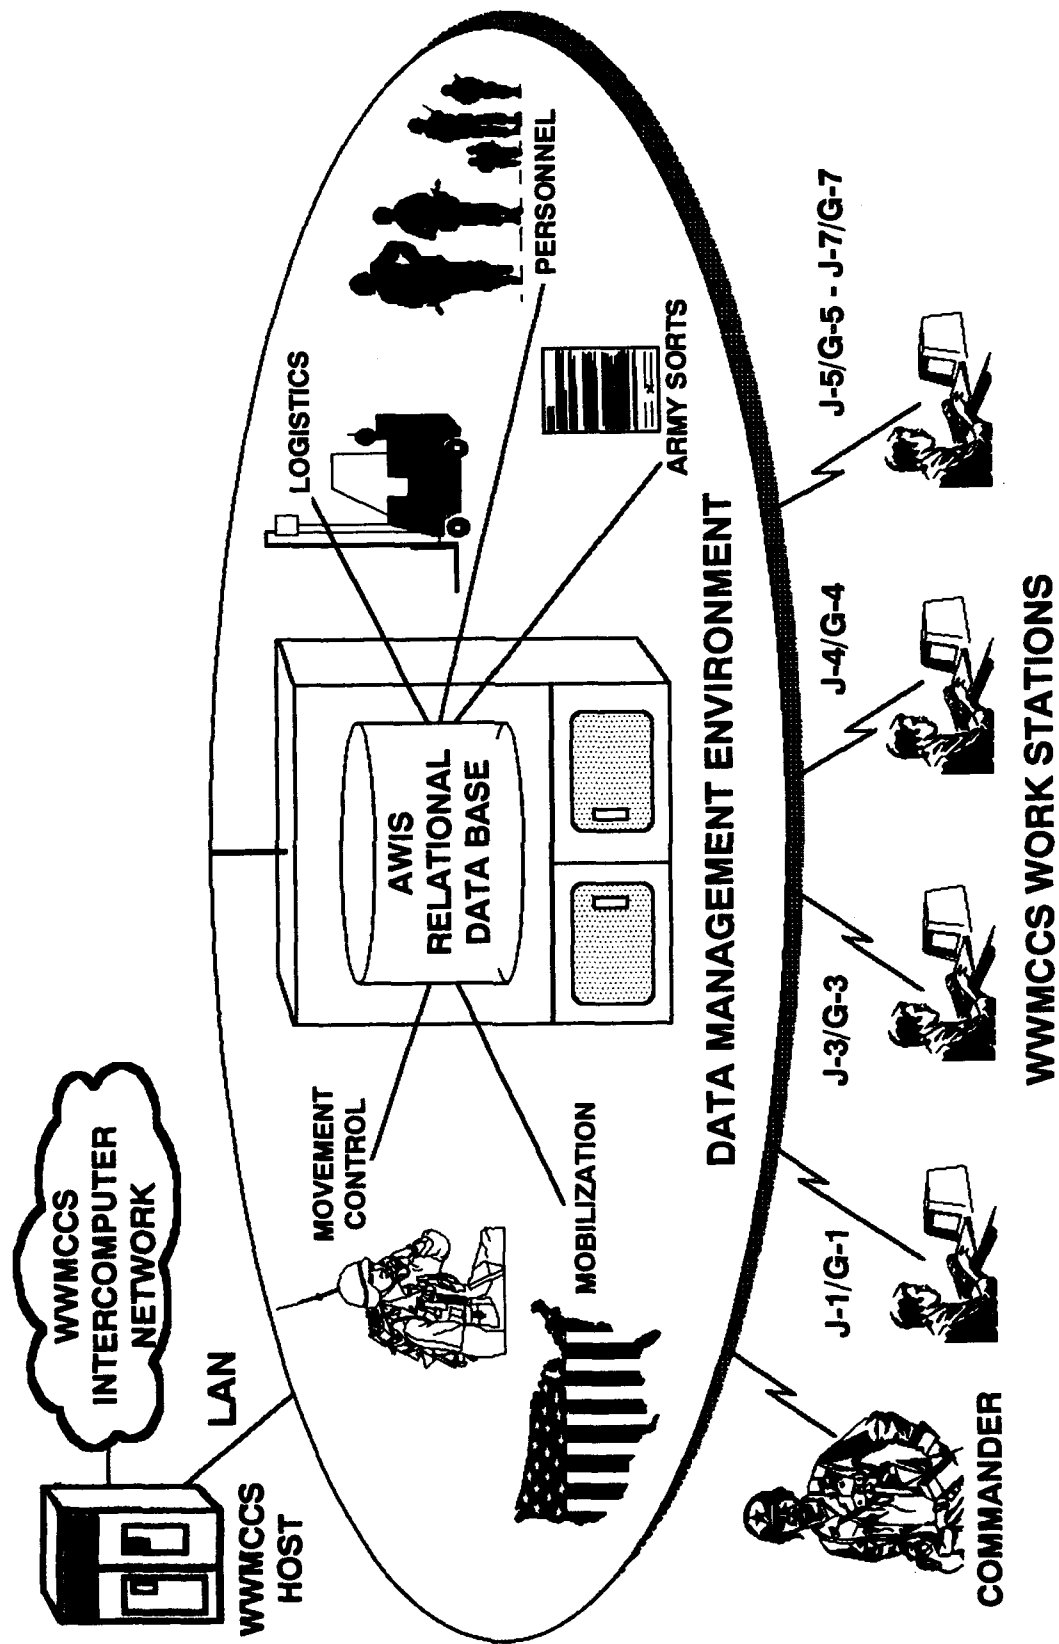 WWMCCS
INTERCOMPUTER
NETWORK
WWMCCS
HOST
LAN
MOVEMENT
CONTROL
LOGISTICS
AWIS
RELATIONAL
DATA BASE
PERSONNEL
MOBILIZATION
ARMY SORTS
DATA MANAGEMENT ENVIRONMENT
COMMANDER
J-1/G-1
J-3/G-3
J-4/G-4
J-5/G-5 - J-7/G-7
WWMCCS WORK STATIONS